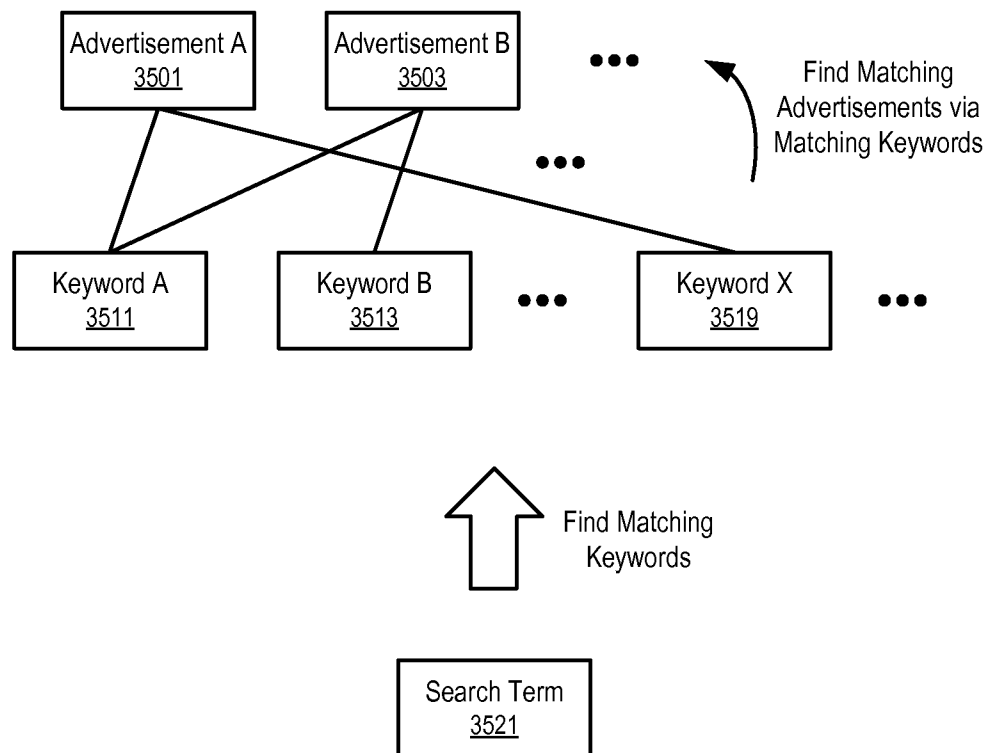 Advertisement A
3501
Advertisement B
3503
Find Matching
Advertisements via
Matching Keywords
Keyword A
3511
Keyword B
3513
Keyword X
3519
Find Matching
Keywords
Search Term
3521